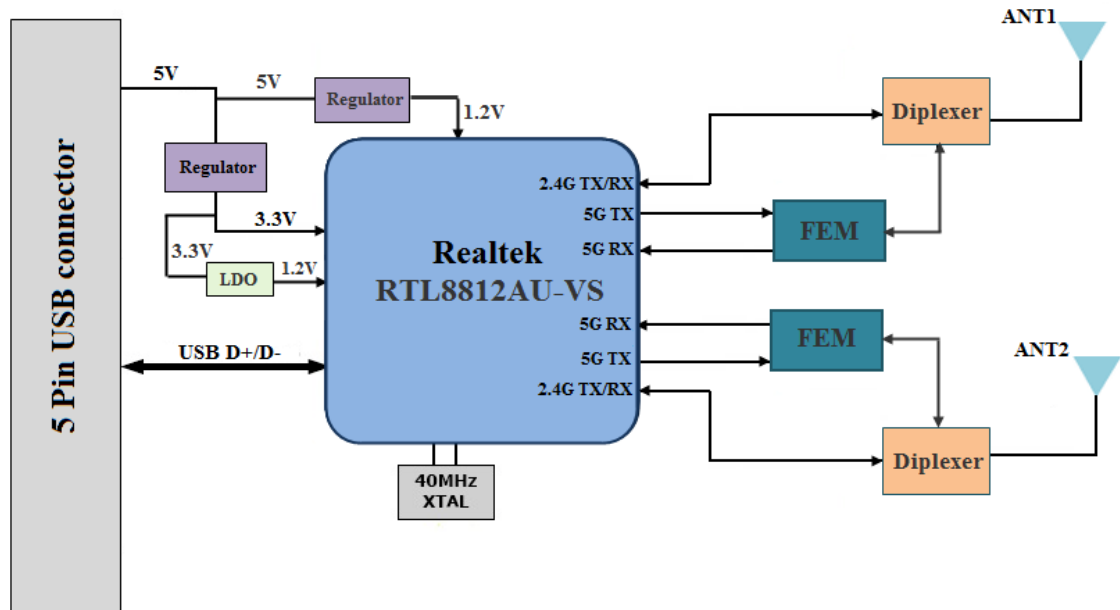 ANT1
5V
5V
Regulator
1.2V
Diplexer
Regulator
2.4G TX/RX
5G TX
3.3V
FEM
3.3V
5G RX
Realtek
LDO
1.2V
RTL8812AU-VS
5 Pin USB connector
5G RX
FEM
USB D+/D-
5G TX
ANT2
2.4G TX/RX
Diplexer
40MHz
XTAL